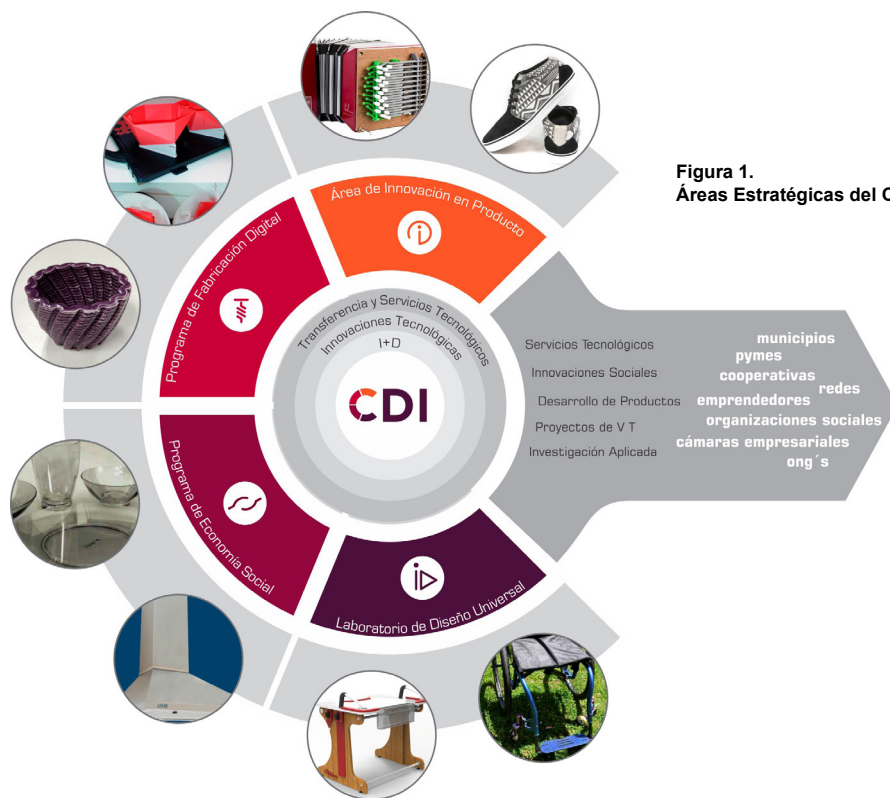 Figura 1.
Áreas Estratégicas del C
Área de Innovación en Producto
Programa de Fabricación Digital
Transferencia y Servicios Tecnológicos
Innovaciones Tecnológicas
I+D
CDI
Programa de Economía Social
Laboratorio de Diseño Universal
Servicios Tecnológicos
Innovaciones Sociales
Desarrollo de Productos
Proyectos de V T
Investigación Aplicada
municipios
pymes
cooperativas
redes
emprendedores
organizaciones sociales
cámaras empresariales
ong´s